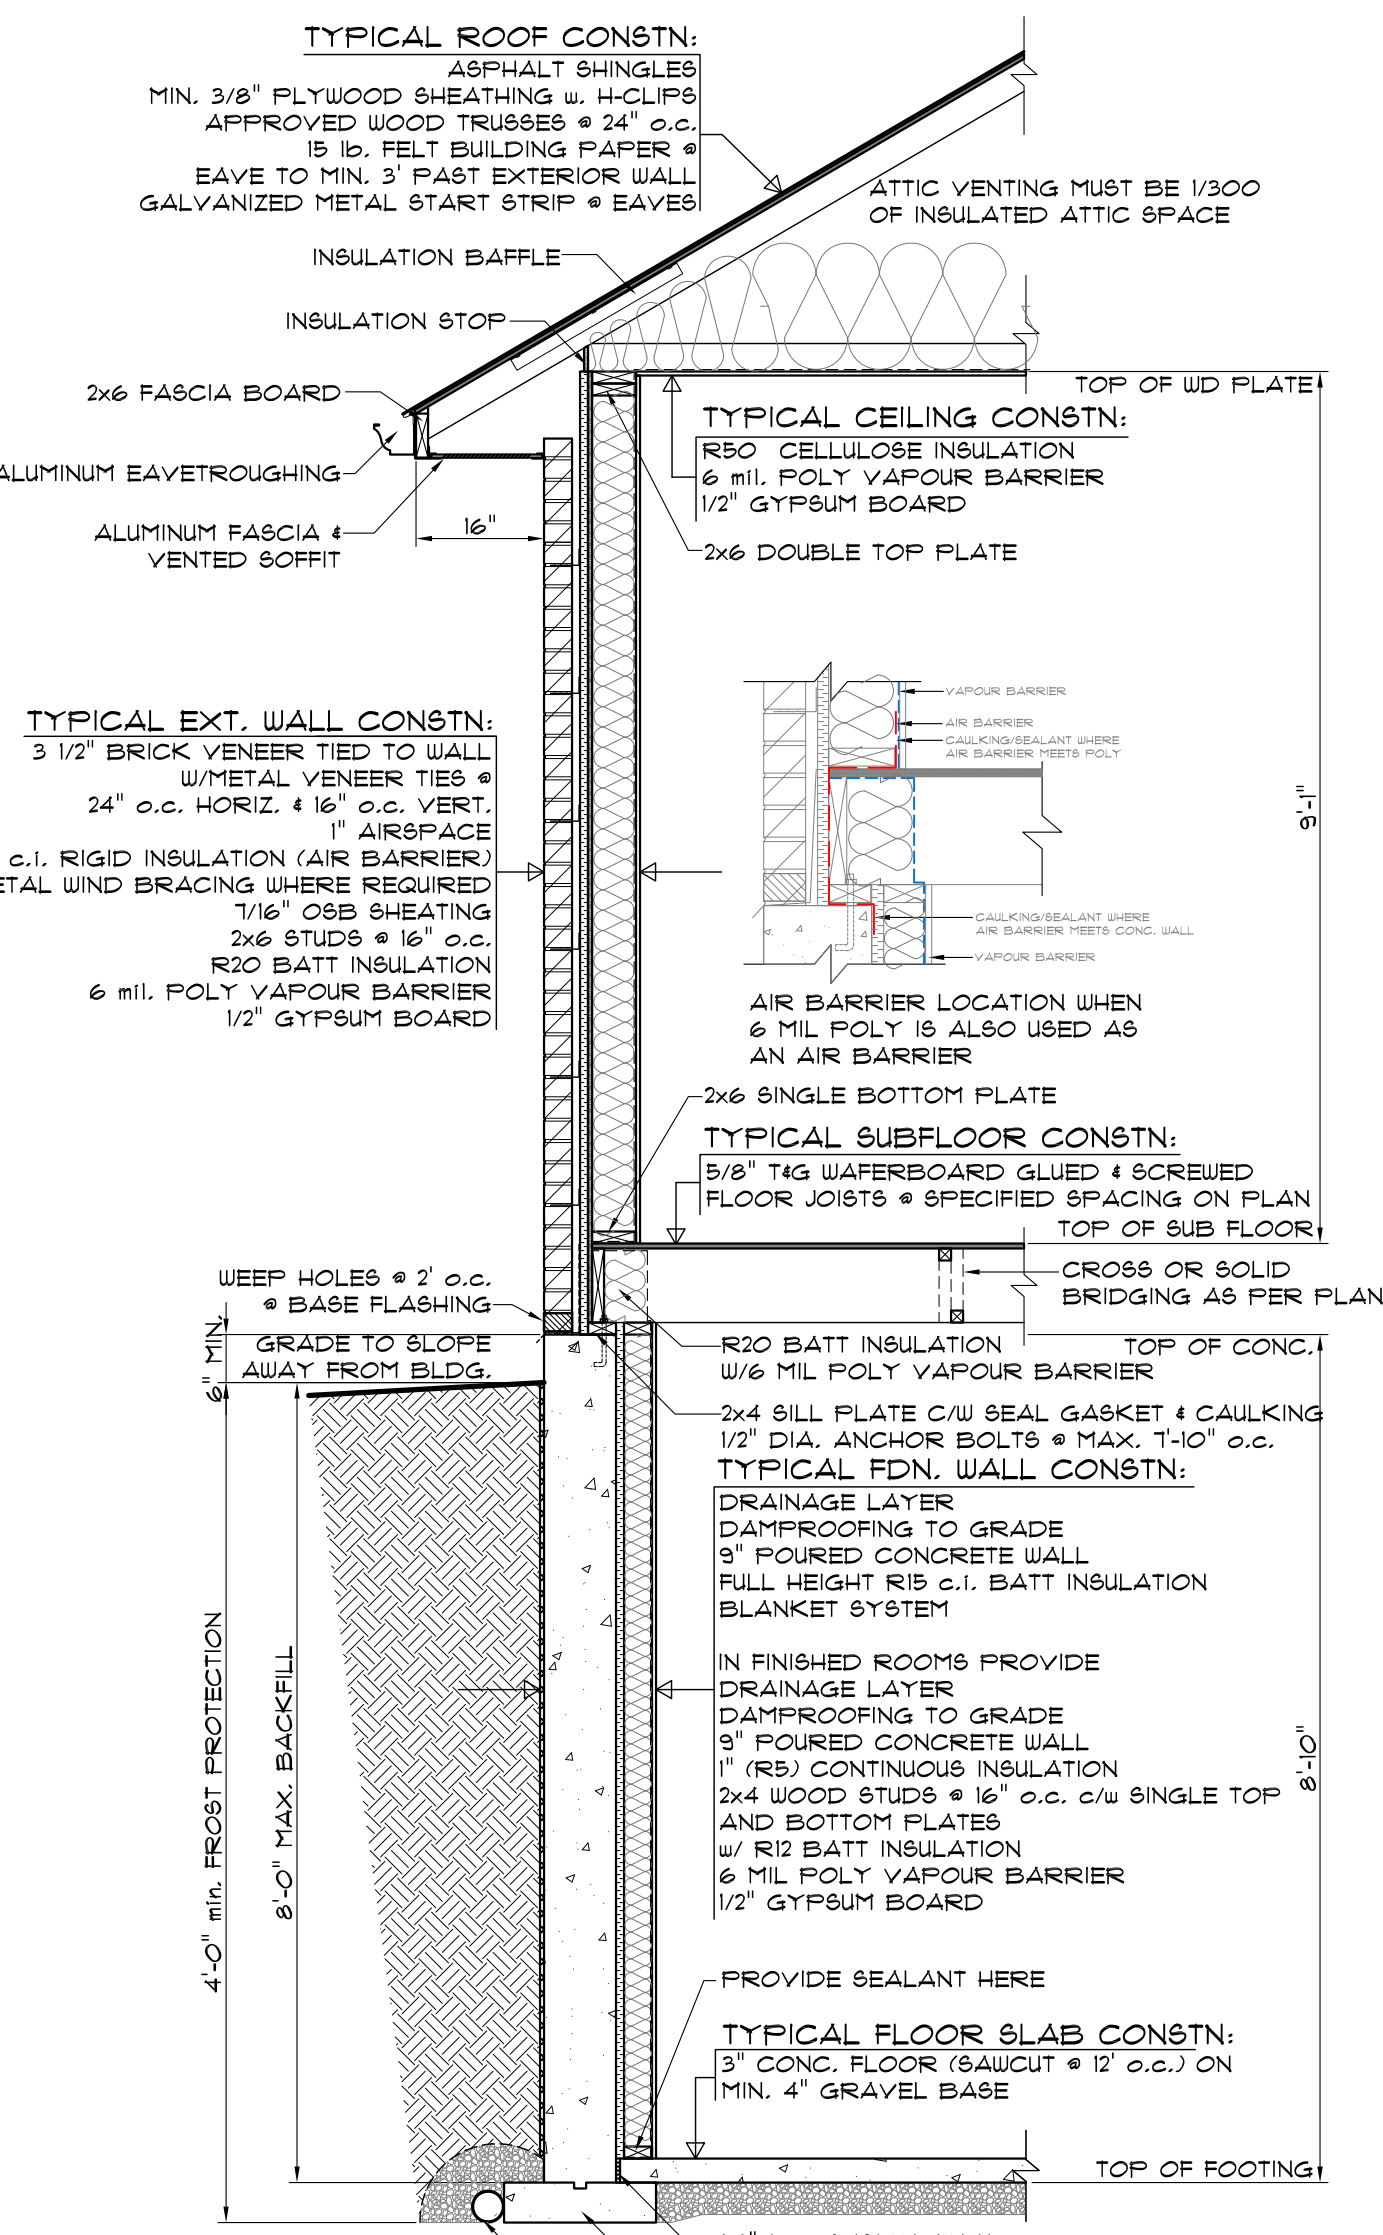 TYPICAL ROOF CONSTN:
ASPHALT SHINGLES
MIN. 3/8" PLYWOOD SHEATHING w. H-CLIPS
APPROVED WOOD TRUSSES @ 24" o.c.
15 lb. FELT BUILDING PAPER @
EAVE TO MIN. 3' PAST EXTERIOR WALL
GALVANIZED METAL START STRIP @ EAVES
ATTIC VENTING MUST BE 1/300
OF INSULATED ATTIC SPACE
INSULATION BAFFLE
INSULATION STOP
2x6 FASCIA BOARD
ALUMINUM EAVETROUGHING
ALUMINUM FASCIA &
VENTED SOFFIT
16"
TOP OF WD PLATE
TYPICAL CEILING CONSTN:
R50 CELLULOSE INSULATION
6 mil. POLY VAPOUR BARRIER
1/2" GYPSUM BOARD
2x6 DOUBLE TOP PLATE
TYPICAL EXT. WALL CONSTN:
3 1/2" BRICK VENEER TIED TO WALL
W/METAL VENEER TIES @
24" o.c. HORIZ. & 16" o.c. VERT.
1" AIRSPACE
c.i. RIGID INSULATION (AIR BARRIER)
ETAL WIND BRACING WHERE REQUIRED
7/16" OSB SHEATING
2x6 STUDS @ 16" o.c.
R20 BATT INSULATION
6 mil. POLY VAPOUR BARRIER
1/2" GYPSUM BOARD
VAPOUR BARRIER
AIR BARRIER
CAULKING/SEALANT WHERE
AIR BARRIER MEETS POLY
CAULKING/SEALANT WHERE
AIR BARRIER MEETS CONC. WALL
VAPOUR BARRIER
AIR BARRIER LOCATION WHEN
6 MIL POLY IS ALSO USED AS
AN AIR BARRIER
9'-1"
2x6 SINGLE BOTTOM PLATE
TYPICAL SUBFLOOR CONSTN:
5/8" T&G WAFERBOARD GLUED & SCREWED
FLOOR JOISTS @ SPECIFIED SPACING ON PLAN
TOP OF SUB FLOOR
CROSS OR SOLID
BRIDGING AS PER PLAN
WEEP HOLES @ 2' o.c.
@ BASE FLASHING
6" MIN.
GRADE TO SLOPE
AWAY FROM BLDG.
R20 BATT INSULATION
W/6 MIL POLY VAPOUR BARRIER
TOP OF CONC.
2x4 SILL PLATE C/W SEAL GASKET & CAULKING
1/2" DIA. ANCHOR BOLTS @ MAX. 7'-10" o.c.
TYPICAL FDN. WALL CONSTN:
DRAINAGE LAYER
DAMPROOFING TO GRADE
9" POURED CONCRETE WALL
FULL HEIGHT R15 c.i. BATT INSULATION
BLANKET SYSTEM
IN FINISHED ROOMS PROVIDE
DRAINAGE LAYER
DAMPROOFING TO GRADE
9" POURED CONCRETE WALL
1" (R5) CONTINUOUS INSULATION
2x4 WOOD STUDS @ 16" o.c. c/w SINGLE TOP
AND BOTTOM PLATES
w/ R12 BATT INSULATION
6 MIL POLY VAPOUR BARRIER
1/2" GYPSUM BOARD
4'-0" min. FROST PROTECTION
8'-0" MAX. BACKFILL
8'-10"
PROVIDE SEALANT HERE
TYPICAL FLOOR SLAB CONSTN:
3" CONC. FLOOR (SAWCUT @ 12' o.c.) ON
MIN. 4" GRAVEL BASE
TOP OF FOOTING